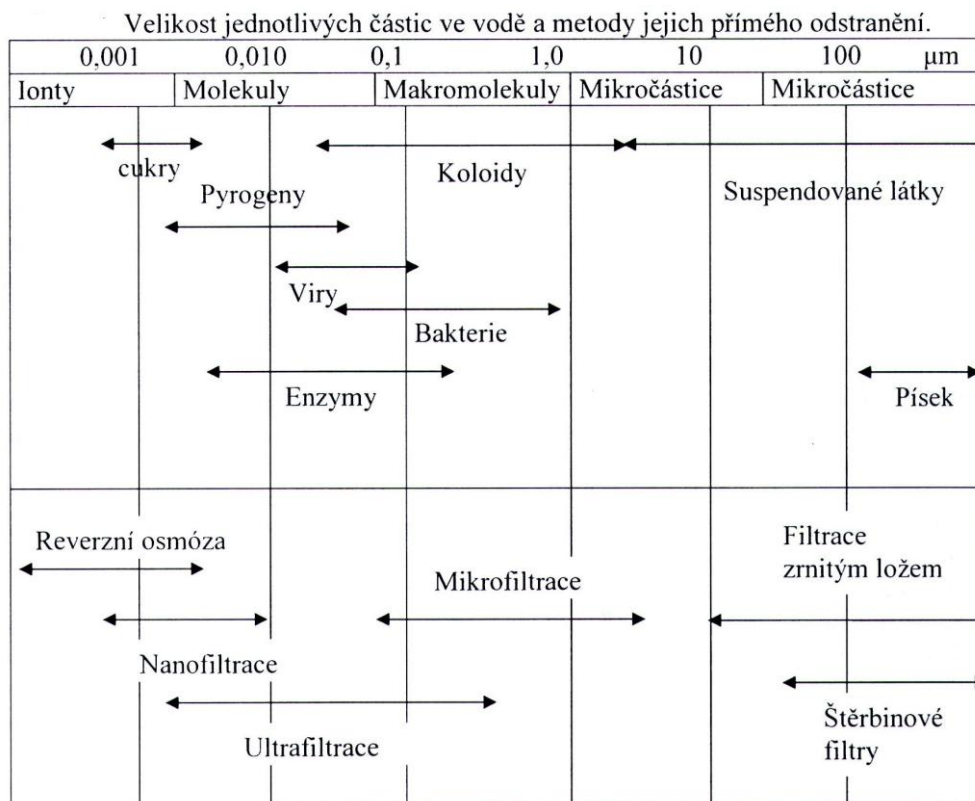 Velikost jednotlivých částic ve vodě a metody jejich přímého odstranění.
0,001 0,010 0,1 1,0 10 100 µm
Ionty Molekuly Makromolekuly Mikročástice Mikročástice
cukry
Koloidy
Suspendované látky
Pyrogeny
Viry
Bakterie
Enzymy
Písek
Reverzní osmóza
Filtrace
zrnitým ložem
Mikrofiltrace
Nanofiltrace
Ultrafiltrace
Štěrbinové
filtry